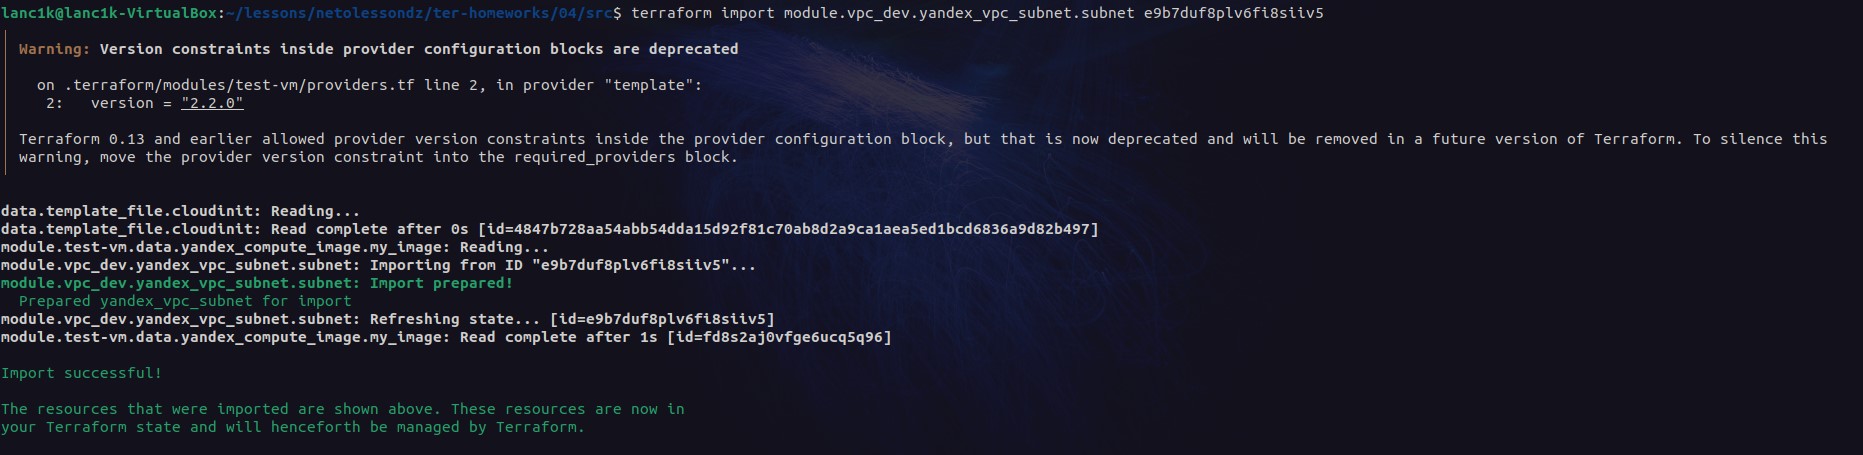 lanc1k@lanc1k-VirtualBox:~/lessons/netolessondz/ter-homeworks/04/src$ terraform import module.vpc_dev.yandex_vpc_subnet.subnet e9b7duf8plv6fi8siiv5
Warning: Version constraints inside provider configuration blocks are deprecated
on .terraform/modules/test-vm/providers.tf line 2, in provider "template":
2:   version = "2.2.0"
Terraform 0.13 and earlier allowed provider version constraints inside the provider configuration block, but that is now deprecated and will be removed in a future version of Terraform. To silence this
warning, move the provider version constraint into the required_providers block.
data.template_file.cloudinit: Reading...
data.template_file.cloudinit: Read complete after 0s [id=4847b728aa54abb54dda15d92f81c70ab8d2a9ca1aea5ed1bcd6836a9d82b497]
module.test-vm.data.yandex_compute_image.my_image: Reading...
module.vpc_dev.yandex_vpc_subnet.subnet: Importing from ID "e9b7duf8plv6fi8siiv5"...
module.vpc_dev.yandex_vpc_subnet.subnet: Import prepared!
Prepared yandex_vpc_subnet for import
module.vpc_dev.yandex_vpc_subnet.subnet: Refreshing state... [id=e9b7duf8plv6fi8siiv5]
module.test-vm.data.yandex_compute_image.my_image: Read complete after 1s [id=fd8s2aj0vfge6ucq5q96]
Import successful!
The resources that were imported are shown above. These resources are now in
your Terraform state and will henceforth be managed by Terraform.